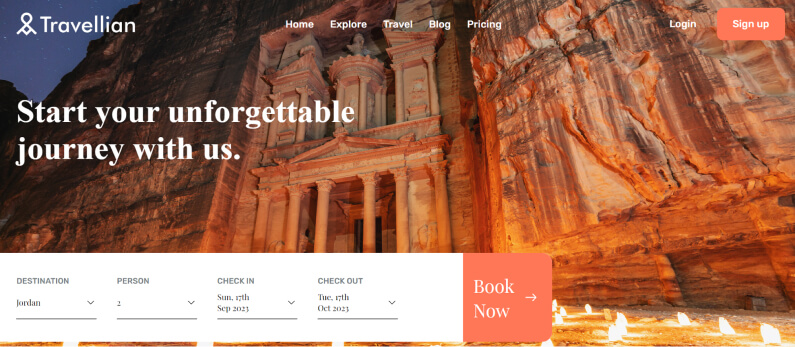 Travellian
Home Explore Travel Blog Pricing
Login
Sign up
Start your unforgettable
journey with us.
DESTINATION
Jordan
PERSON
2
CHECK IN
Sun, 17th
Sep 2023
CHECK OUT
Tue, 17th
Oct 2023
Book
Now